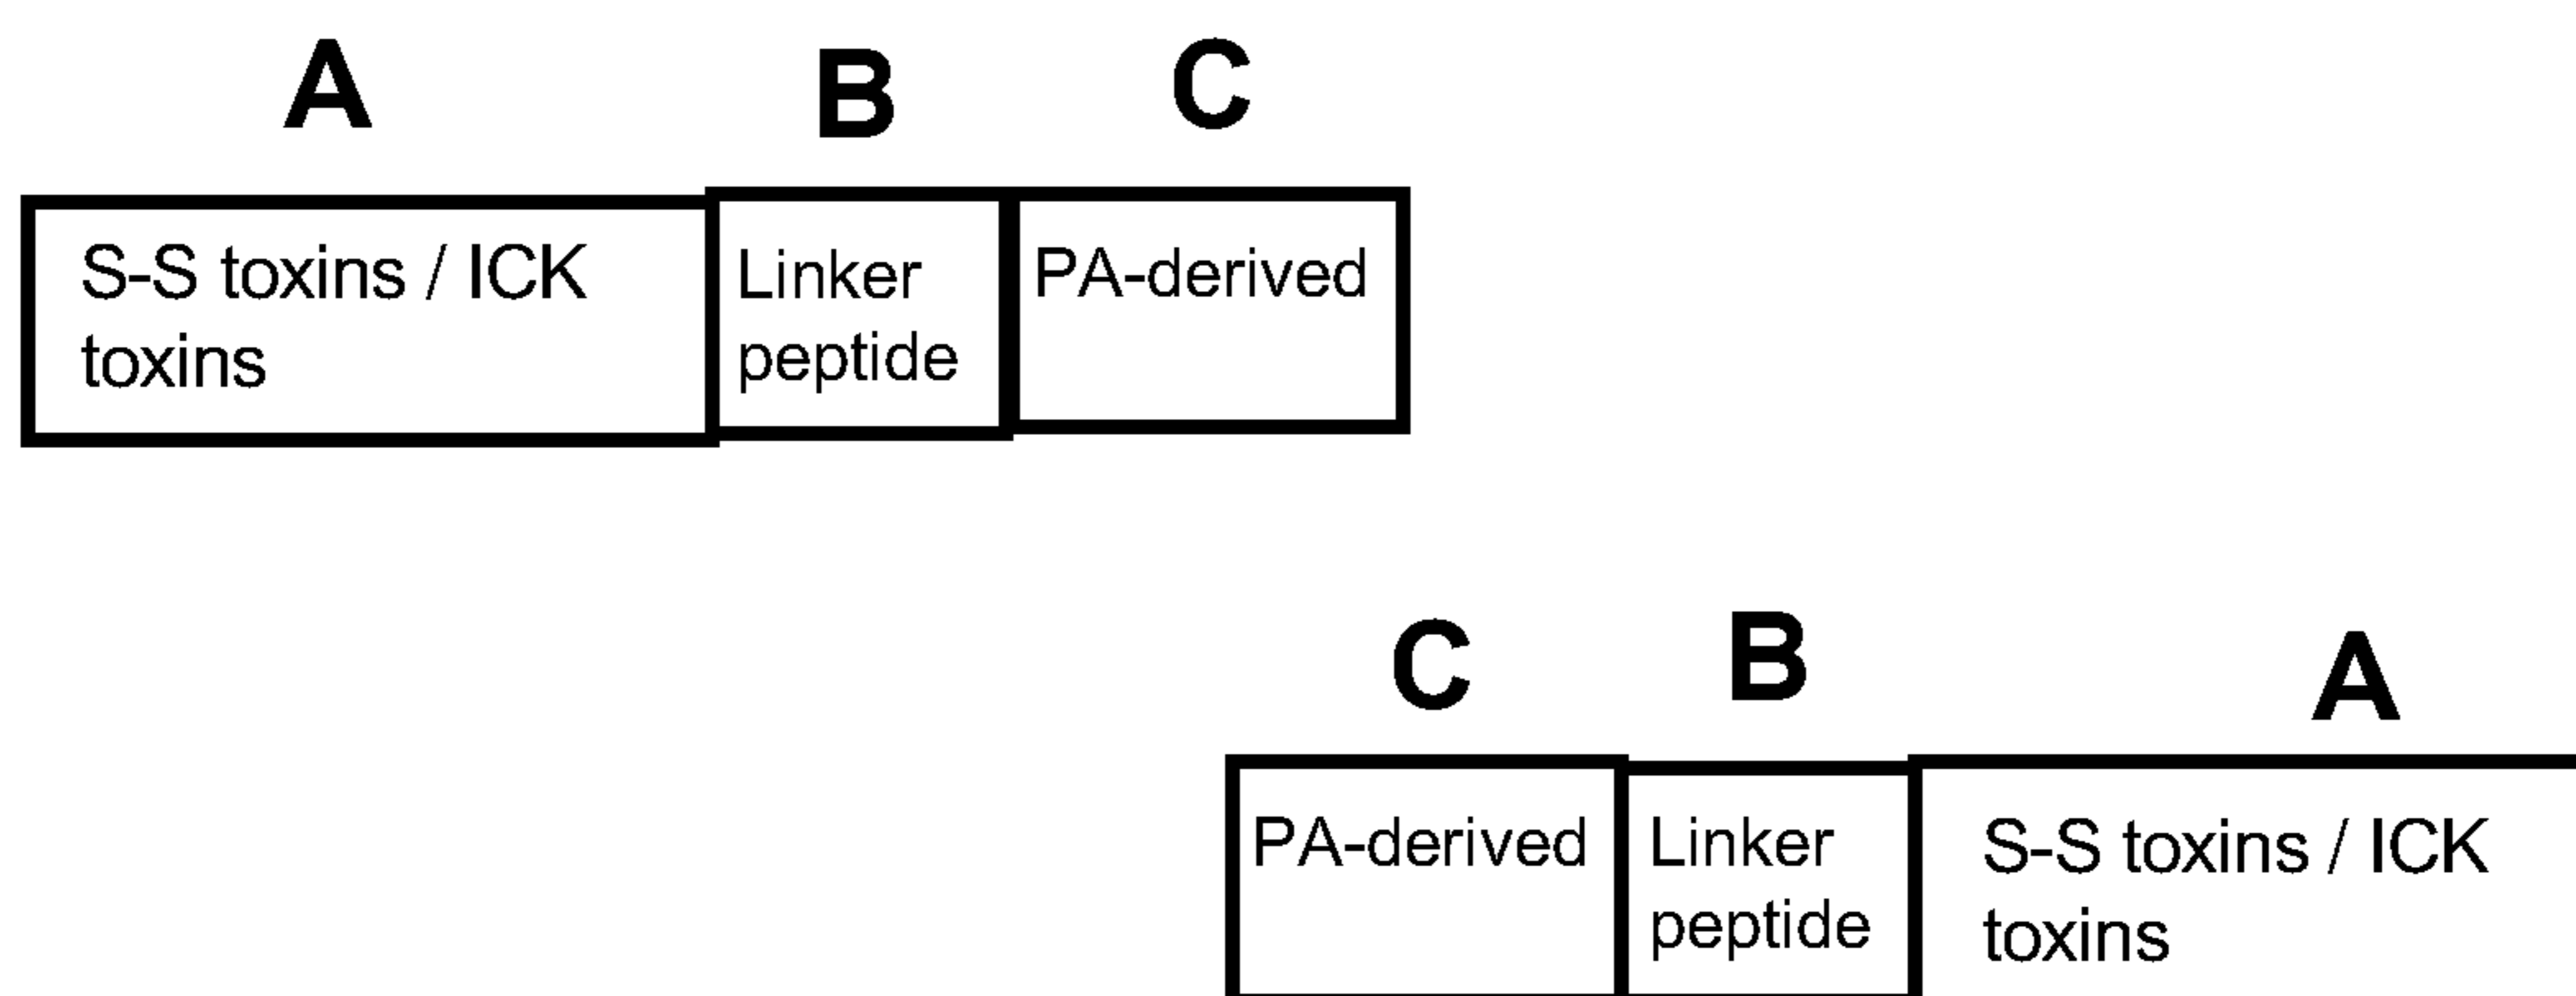 A B C
S-S toxins / ICK
toxins
Linker
peptide
PA-derived
C B A
PA-derived
Linker
peptide
S-S toxins / ICK
toxins